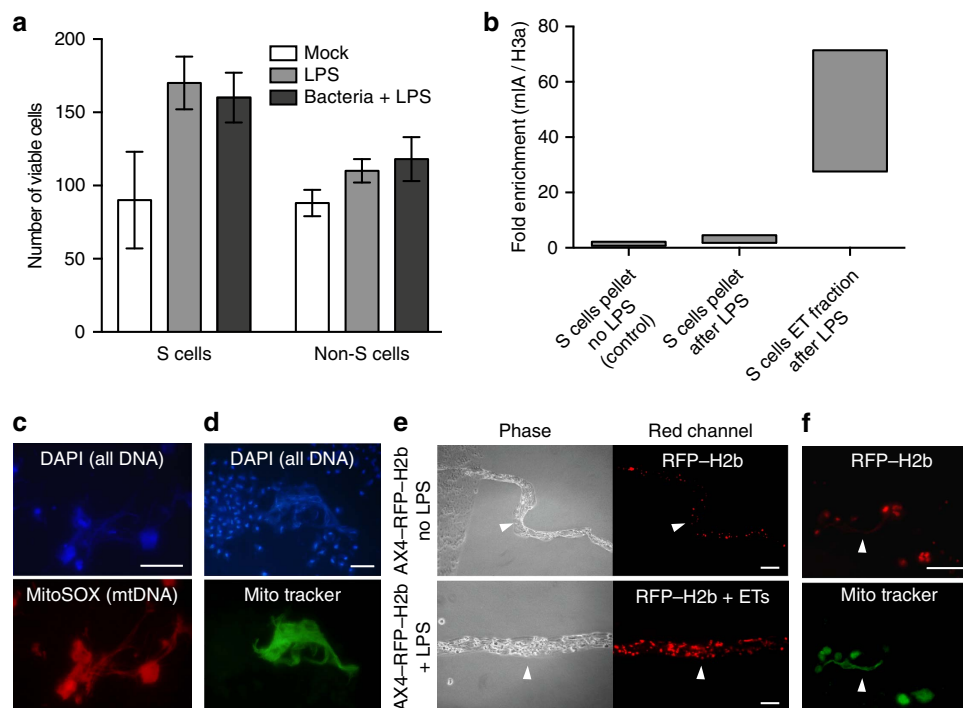 a
200
150
100
50
0
Number of viable cells
Mock
LPS
Bacteria + LPS
S cells
Non-S cells
b
80
60
40
20
0
Fold enrichment (rnlA / H3a)
S cells pellet
no LPS
(control)
S cells pellet
after LPS
S cells ET fraction
after LPS
c
DAPI (all DNA)
MitoSOX (mtDNA)
d
DAPI (all DNA)
Mito tracker
e
Phase
Red channel
AX4–RFP–H2b
no LPS
RFP–H2b
AX4–RFP–H2b
+ LPS
RFP–H2b + ETs
f
RFP–H2b
Mito tracker